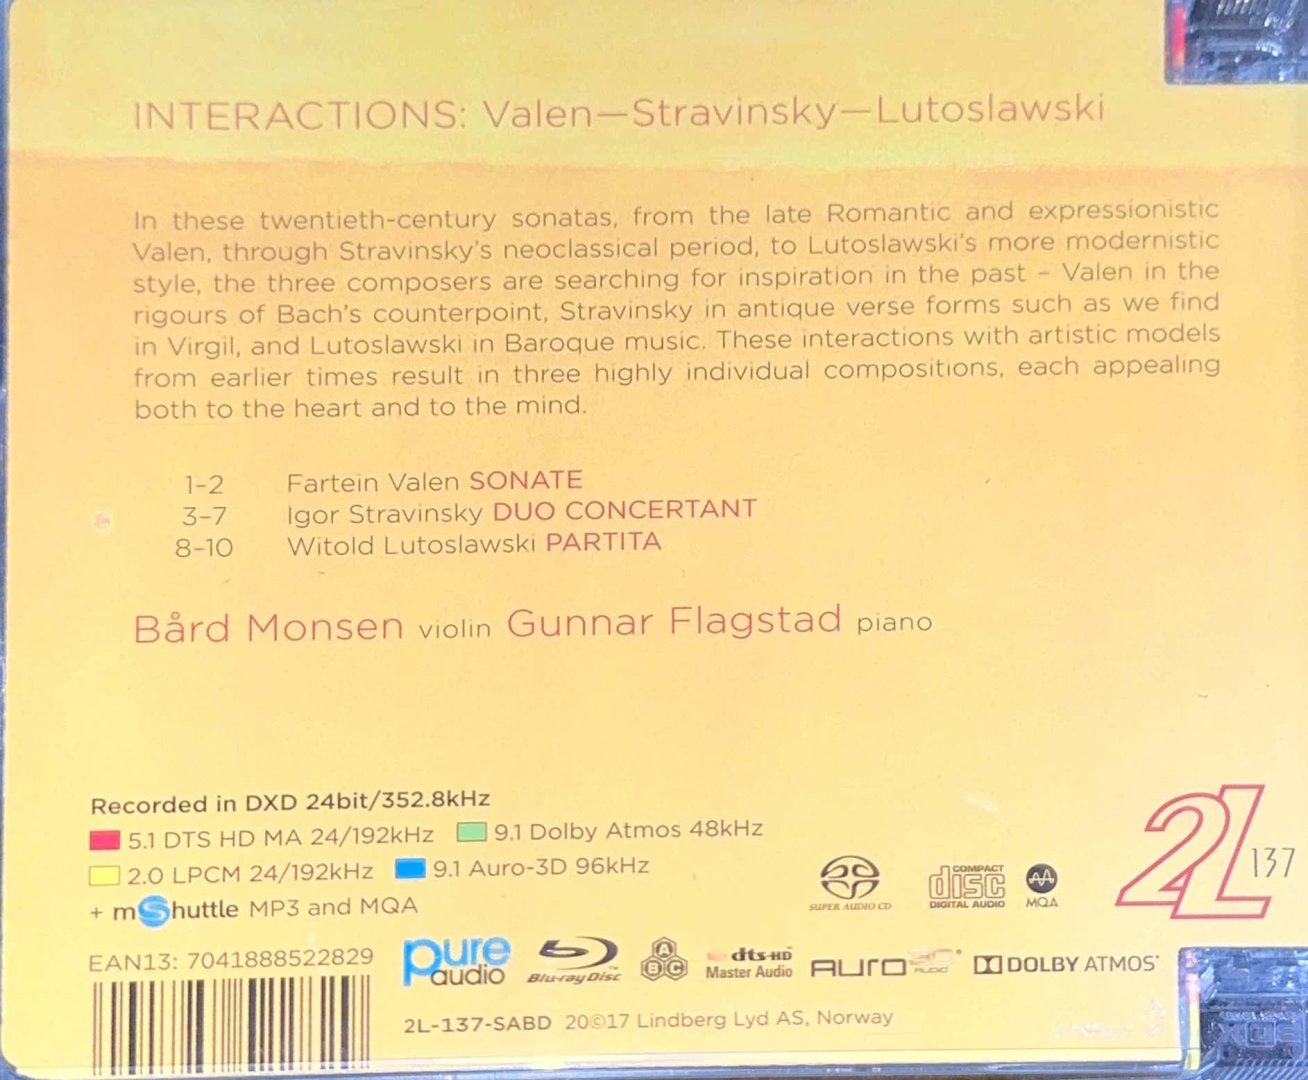 INTERACTIONS: Valen—Stravinsky—Lutoslawski
In these twentieth-century sonatas, from the late Romantic and expressionistic
Valen, through Stravinsky's neoclassical period, to Lutoslawski's more modernistic
style, the three composers are searching for inspiration in the past – Valen in the
rigours of Bach's counterpoint, Stravinsky in antique verse forms such as we find
in Virgil, and Lutoslawski in Baroque music. These interactions with artistic models
from earlier times result in three highly individual compositions, each appealing
both to the heart and to the mind.
1–2 Fartein Valen SONATE
3–7 Igor Stravinsky DUO CONCERTANT
8–10 Witold Lutoslawski PARTITA
Bård Monsen violin Gunnar Flagstad piano
Recorded in DXD 24bit/352.8kHz
5.1 DTS HD MA 24/192kHz 9.1 Dolby Atmos 48kHz
2.0 LPCM 24/192kHz 9.1 Auro-3D 96kHz
+ mShuttle MP3 and MQA
SUPER AUDIO CD
COMPACT disc DIGITAL AUDIO
MQA
2L 137
EAN13: 7041888522829
pure audio
Blu-ray Disc™
A B C
dts-HD Master Audio
AURO
DOLBY ATMOS®
2L-137-SABD 20©17 Lindberg Lyd AS, Norway